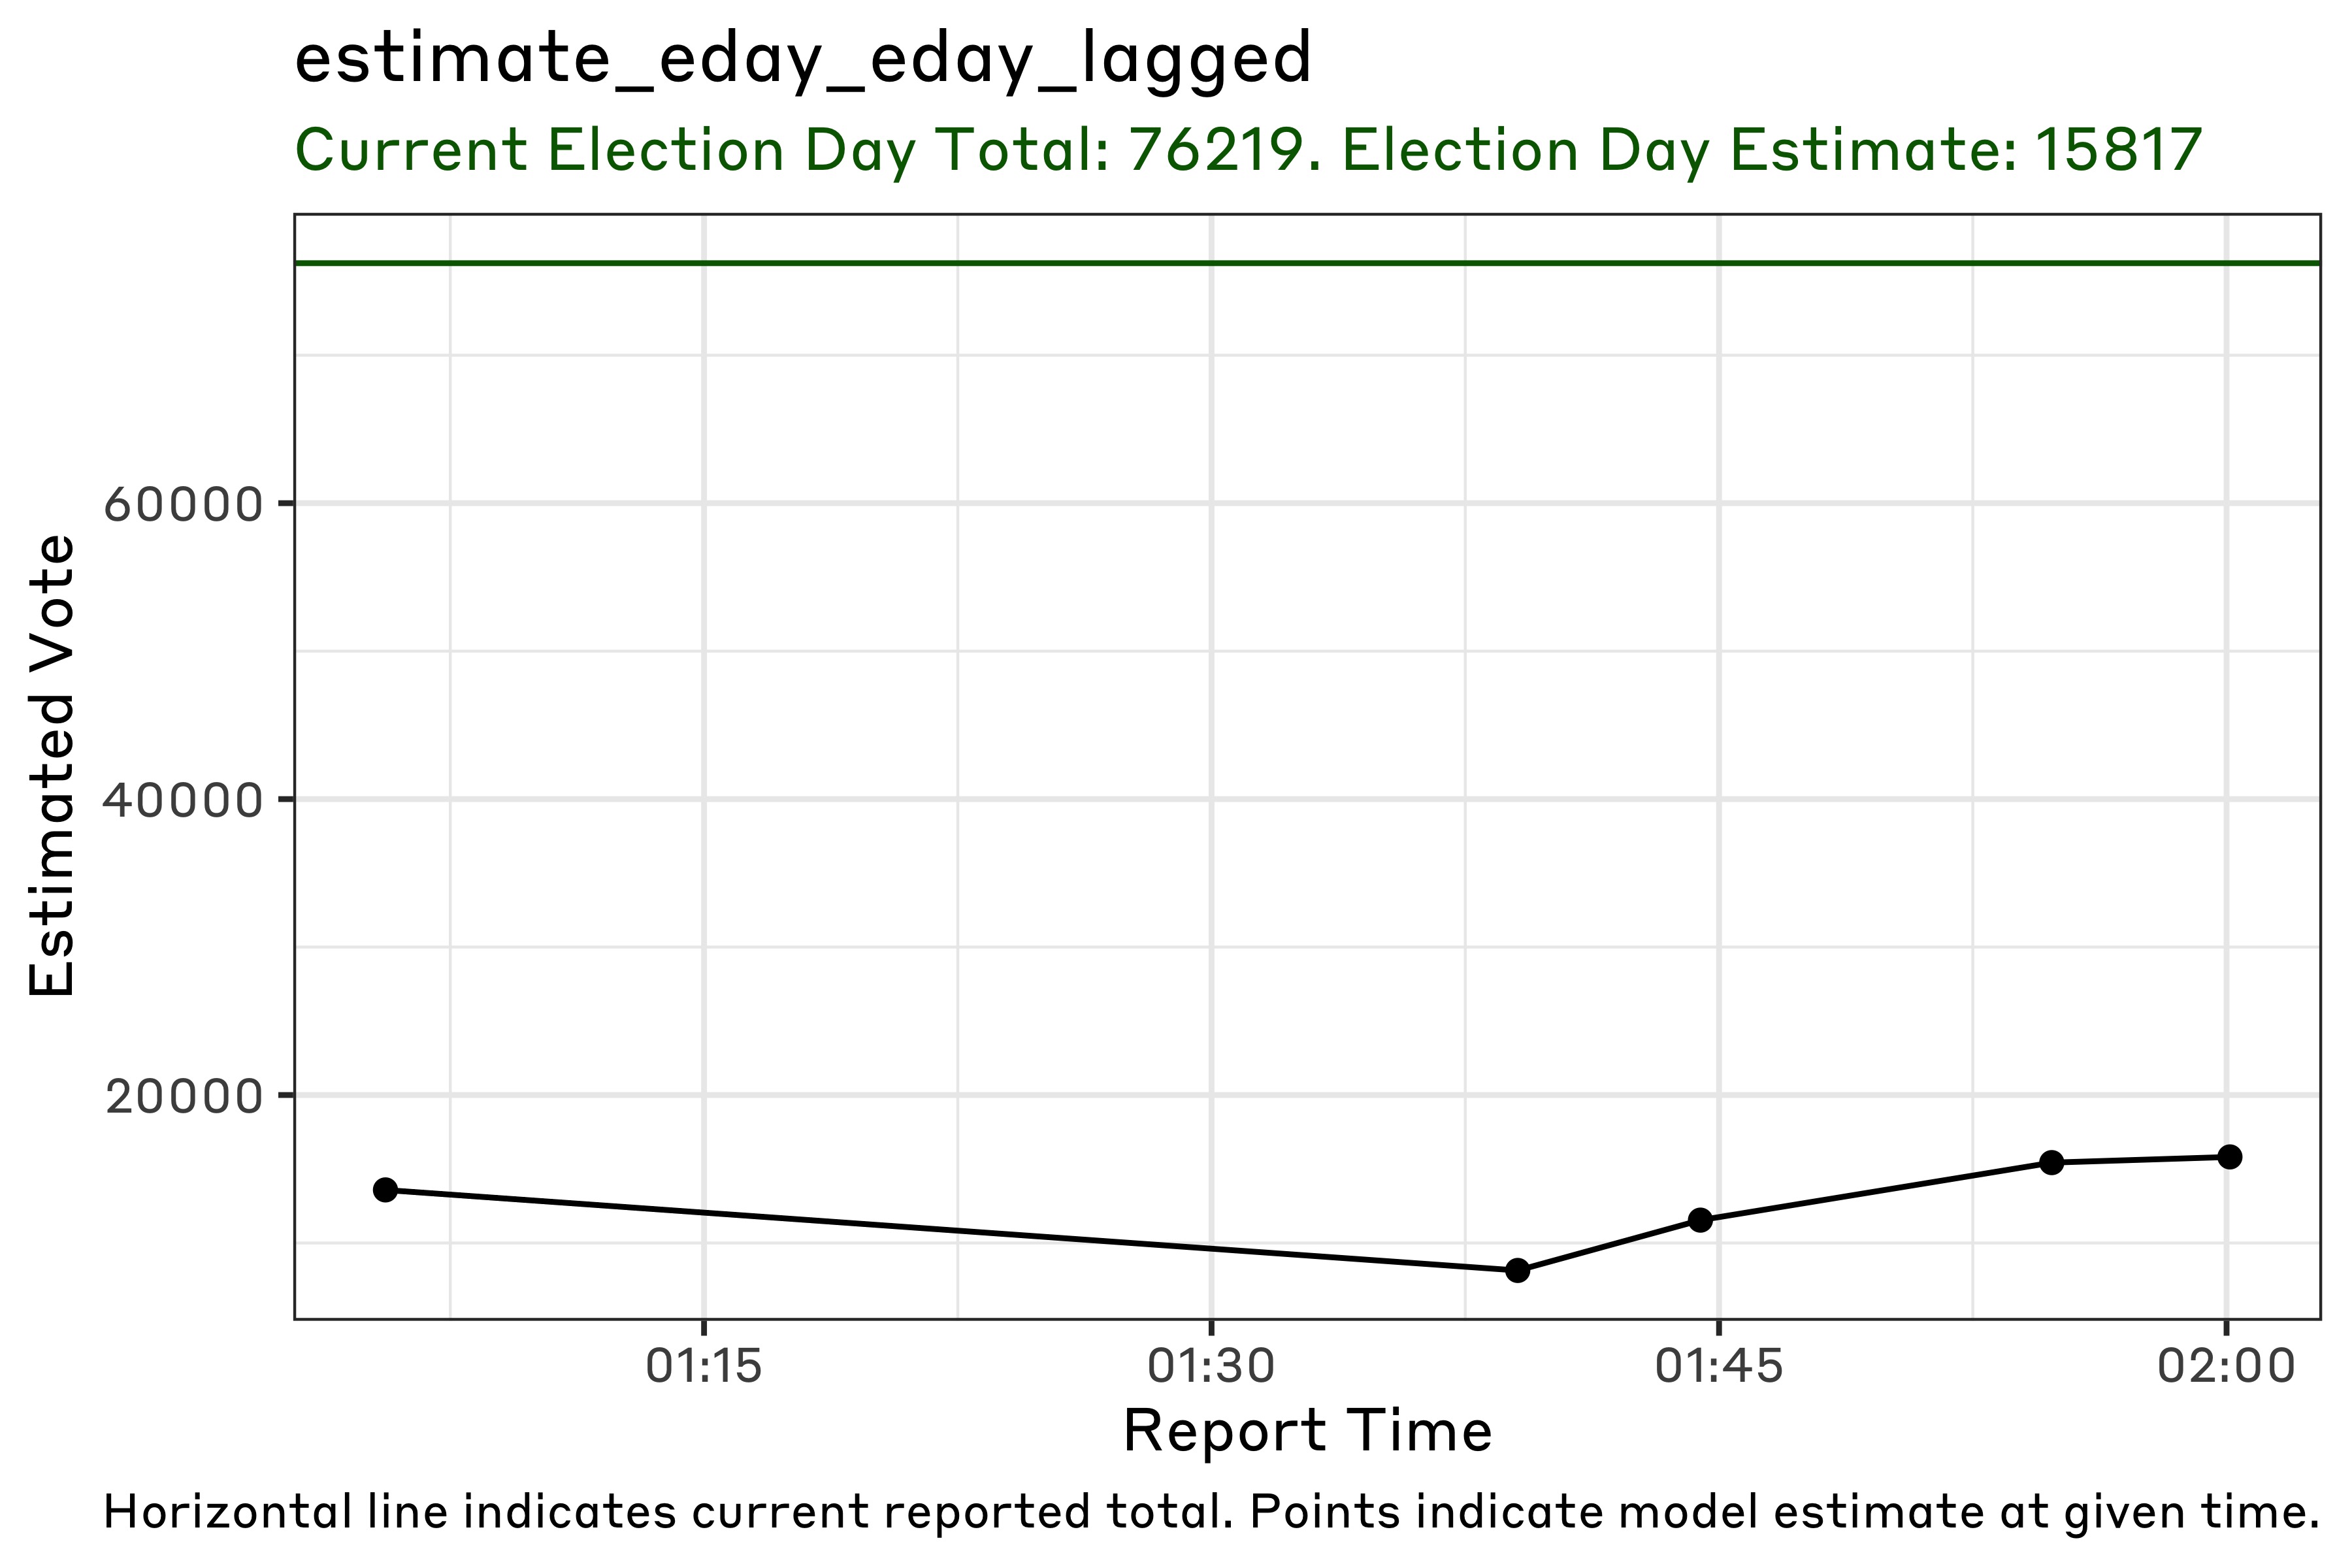 estimate_eday_eday_lagged
Current Election Day Total: 76219. Election Day Estimate: 15817
Estimated Vote
60000
40000
20000
01:15 01:30 01:45 02:00
Report Time
Horizontal line indicates current reported total. Points indicate model estimate at given time.